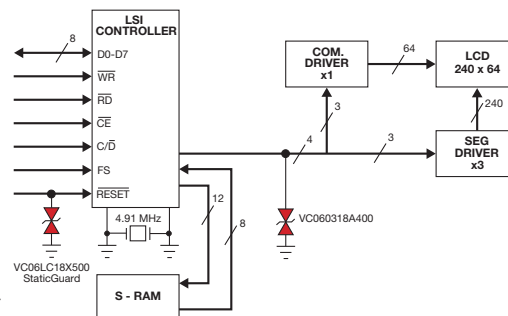 LSI
CONTROLLER
8
D0-D7
WR
RD
CE
C/D
FS
RESET
4.91 MHz
VC06LC18X500
StaticGuard
S - RAM
12
8
COM.
DRIVER
x1
64
LCD
240 x 64
3
240
4
3
SEG
DRIVER
x3
VC060318A400